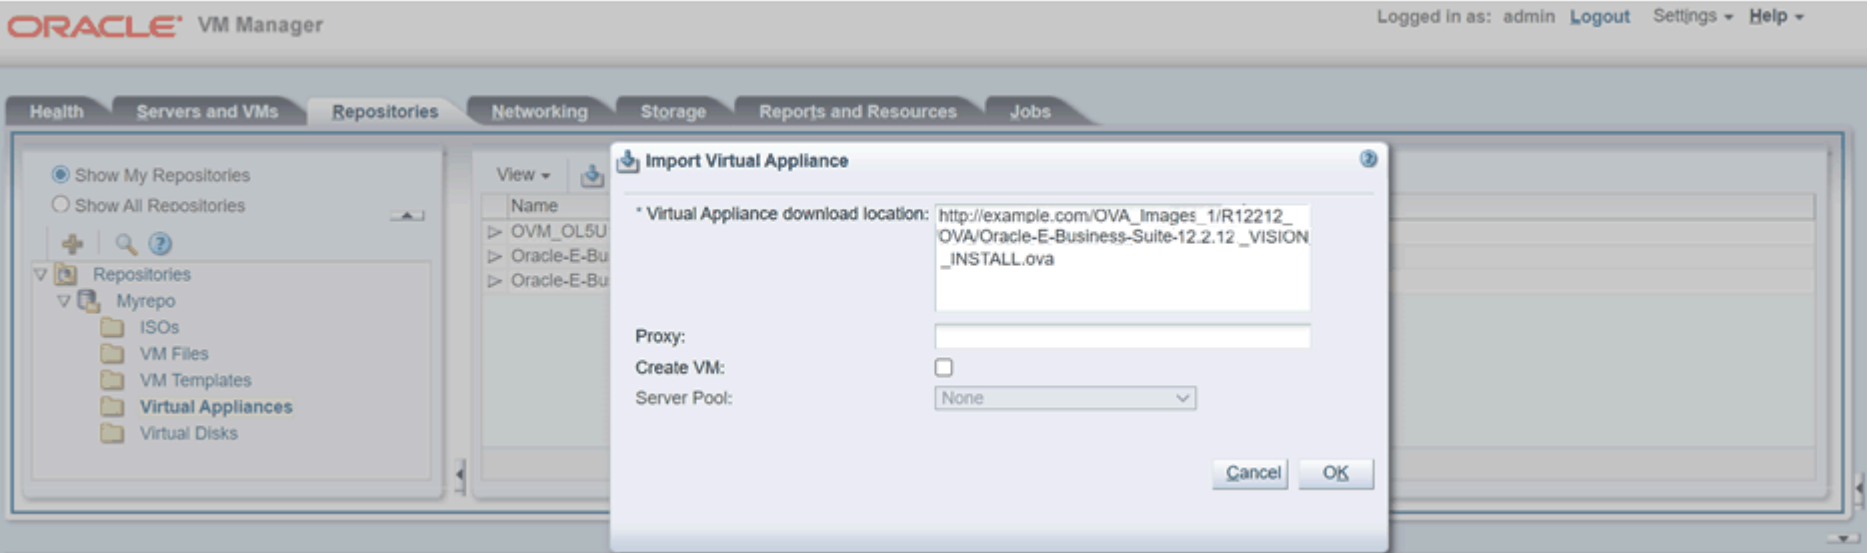 ORACLE VM Manager
Logged in as: admin Logout Settings Help
Health Servers and VMs Repositories Networking Storage Reports and Resources Jobs
Show My Repositories
Show All Repositories
Repositories
Myrepo
ISOs
VM Files
VM Templates
Virtual Appliances
Virtual Disks
View
Name
OVM_OL5U
Oracle-E-Bu
Oracle-E-Bu
Import Virtual Appliance
* Virtual Appliance download location: http://example.com/OVA_Images_1/R12212_
OVA/Oracle-E-Business-Suite-12.2.12 _VISION
_INSTALL.ova
Proxy:
Create VM:
Server Pool: None
Cancel OK